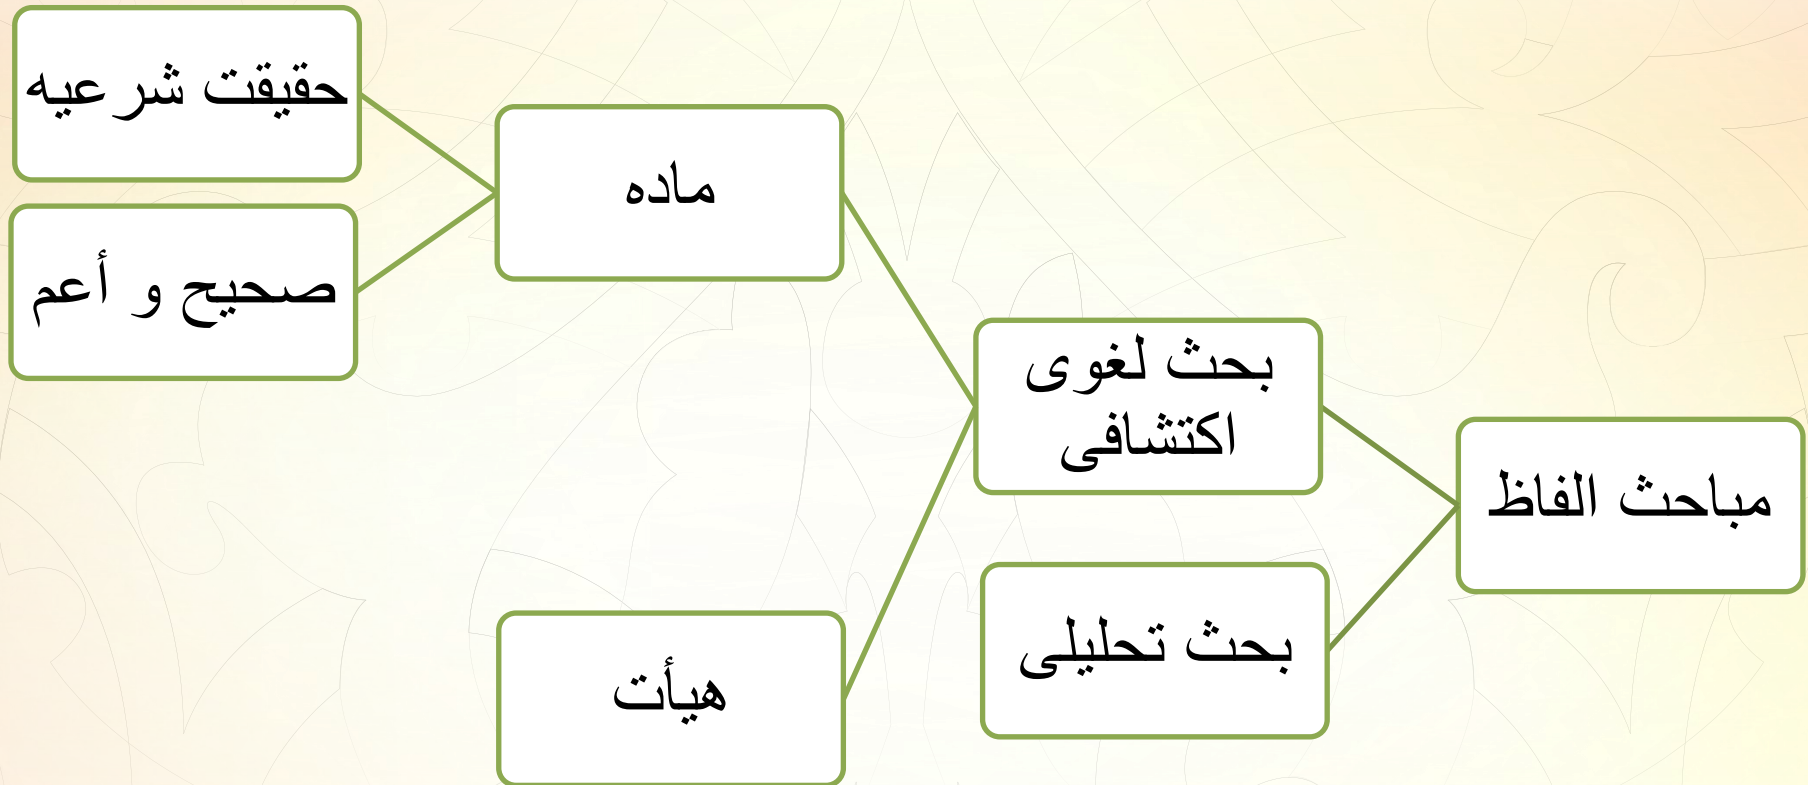 مباحث الفاظ
بحث لغوی
اکتشافی
ماده
حقیقت شرعیه
صحیح و أعم
هیأت
بحث تحلیلی